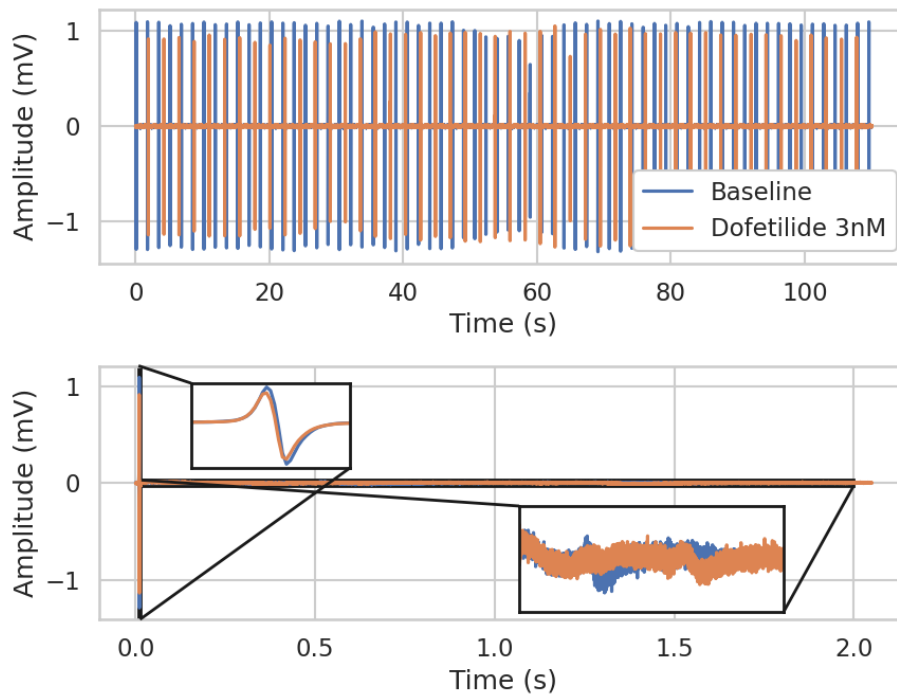 Amplitude (mV)
1
0
−1
Baseline
Dofetilide 3nM
0 20 40 60 80 100
Time (s)
Amplitude (mV)
1
0
−1
0.0 0.5 1.0 1.5 2.0
Time (s)